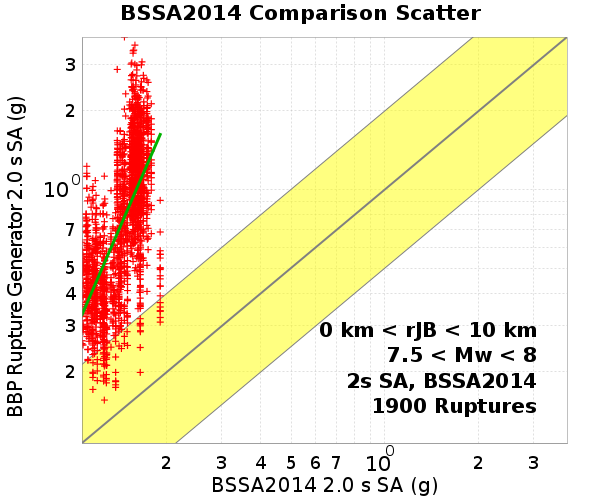 BSSA2014 Comparison Scatter
BBP Rupture Generator 2.0 s SA (g)
3
2
10^0
7
5
4
3
2
0 km < rJB < 10 km
7.5 < Mw < 8
2s SA, BSSA2014
1900 Ruptures
2 3 4 5 6 7 10^0 2 3
BSSA2014 2.0 s SA (g)